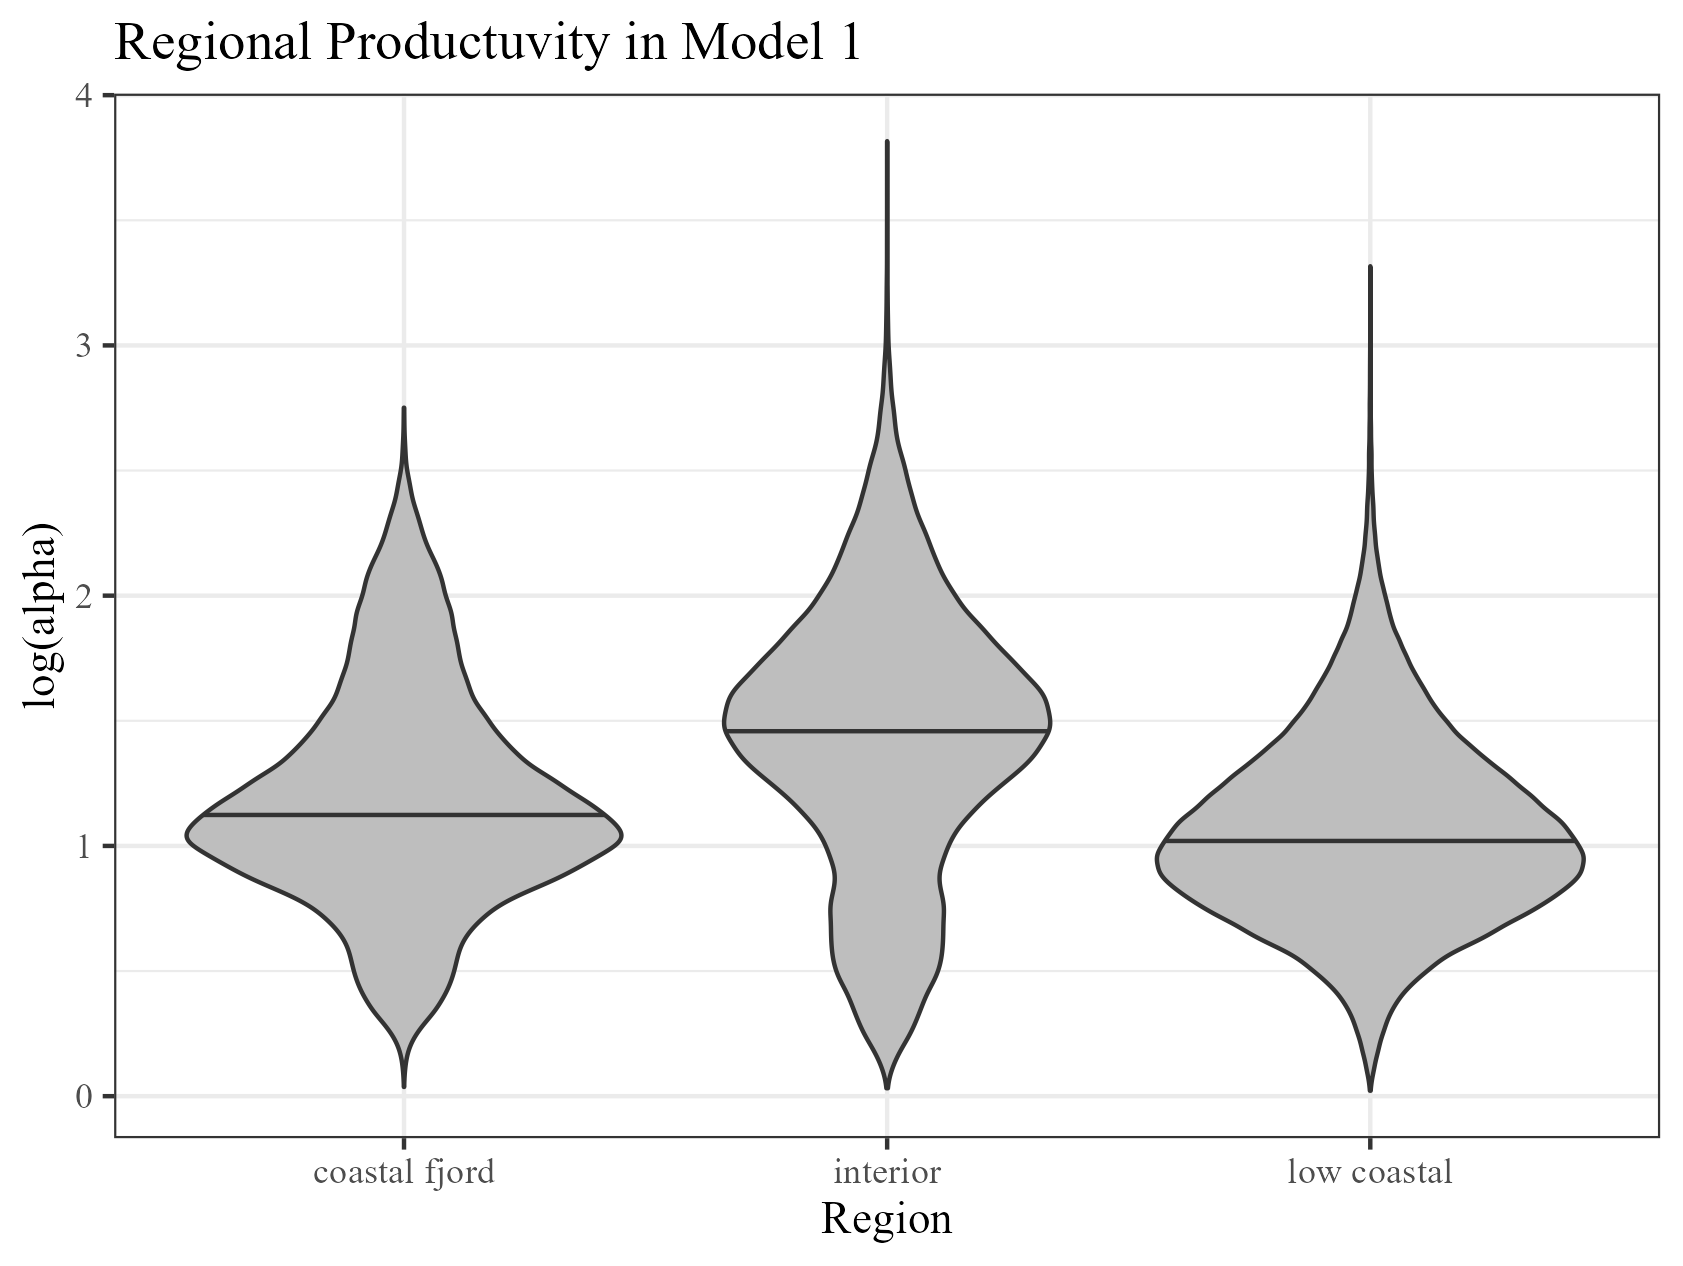 Regional Productuvity in Model 1
4
3
2
1
0
log(alpha)
coastal fjord
interior
low coastal
Region